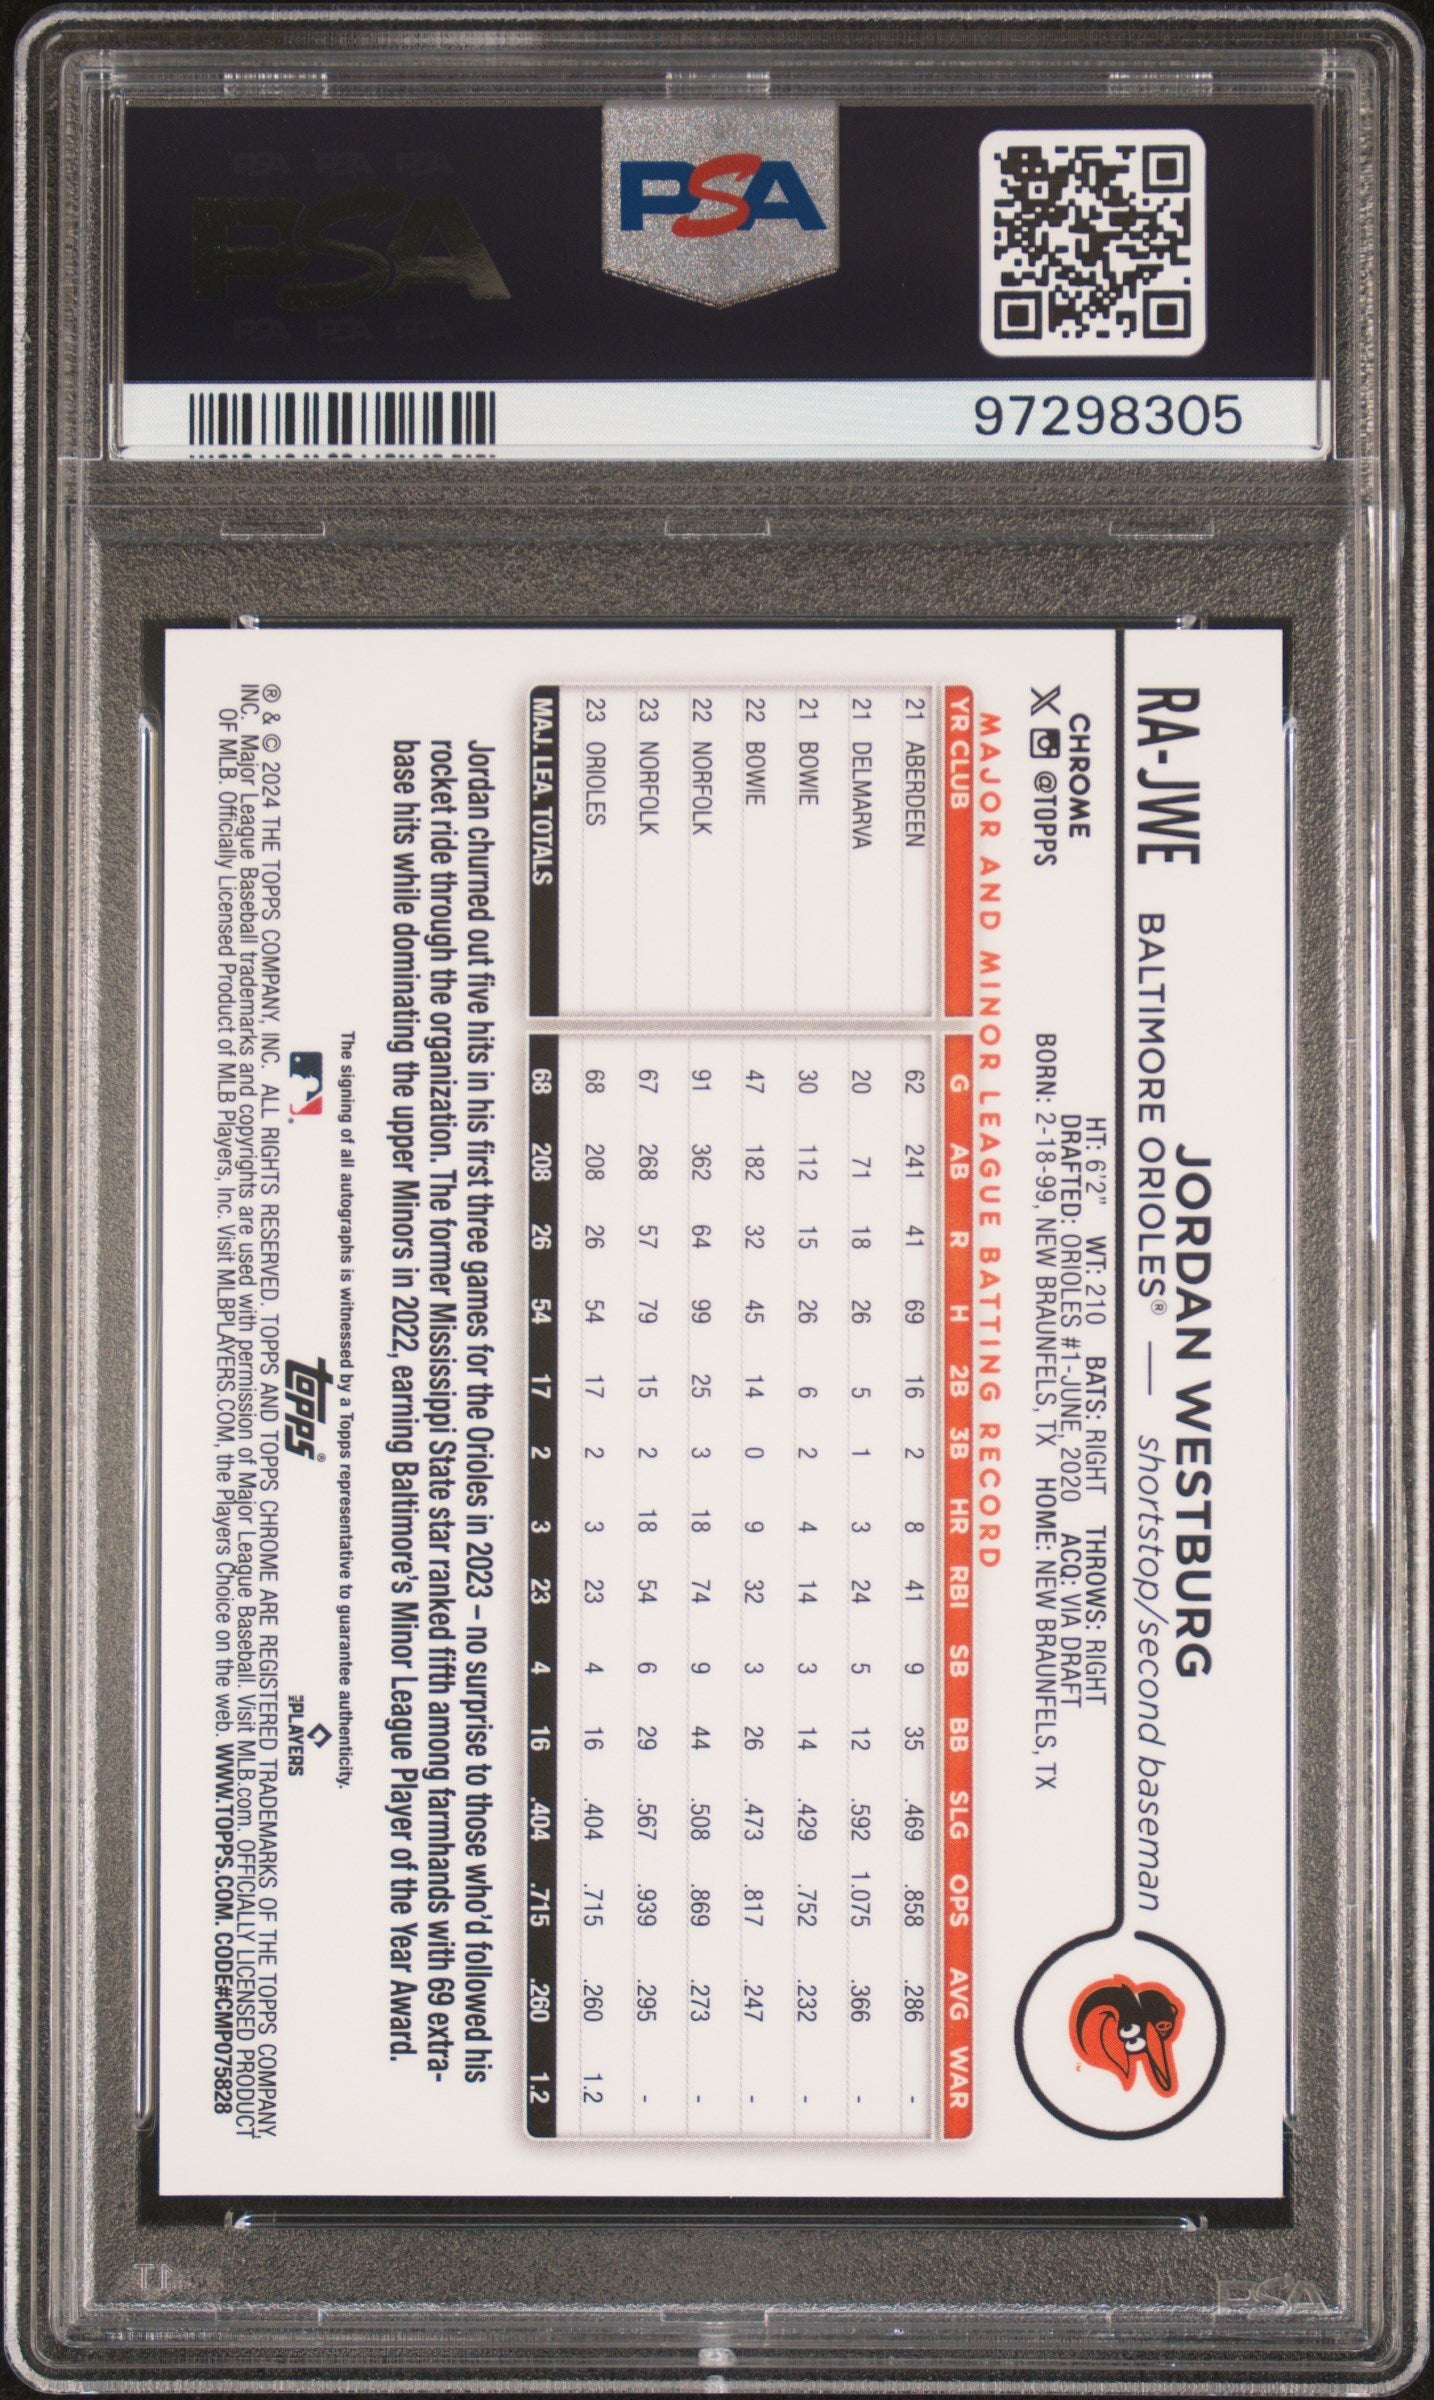 PSA PSA PSA
PSA
PSA PSA PSA
PSA
97298305
RA-JWE
JORDAN WESTBURG
BALTIMORE ORIOLES® — shortstop/second baseman
CHROME
@TOPPS
HT: 6'2" WT: 210 BATS: RIGHT THROWS: RIGHT
DRAFTED: ORIOLES #1-JUNE, 2020 ACQ: VIA DRAFT
BORN: 2-18-99, NEW BRAUNFELS, TX HOME: NEW BRAUNFELS, TX
MAJOR AND MINOR LEAGUE BATTING RECORD
YR CLUB G AB R H 2B 3B HR RBI SB BB SLG OPS AVG WAR
21 ABERDEEN 62 241 41 69 16 2 8 41 9 35 .469 .858 .286 -
21 DELMARVA 20 71 18 26 5 1 3 24 5 12 .592 1.075 .366 -
21 BOWIE 30 112 15 26 6 2 4 14 3 14 .429 .752 .232 -
22 BOWIE 47 182 32 45 14 0 9 32 3 26 .473 .817 .247 -
22 NORFOLK 91 362 64 99 25 3 18 74 9 44 .508 .869 .273 -
23 NORFOLK 67 268 57 79 15 2 18 54 6 29 .567 .939 .295 -
23 ORIOLES 68 208 26 54 17 2 3 23 4 16 .404 .715 .260 1.2
MAJ. LEA. TOTALS 68 208 26 54 17 2 3 23 4 16 .404 .715 .260 1.2
Jordan churned out five hits in his first three games for the Orioles in 2023 – no surprise to those who'd followed his
rocket ride through the organization. The former Mississippi State star ranked fifth among farmhands with 69 extra-
base hits while dominating the upper Minors in 2022, earning Baltimore's Minor League Player of the Year Award.
The signing of all autographs is witnessed by a Topps representative to guarantee authenticity.
topps®
PLAYERS
® & © 2024 THE TOPPS COMPANY, INC. ALL RIGHTS RESERVED. TOPPS AND TOPPS CHROME ARE REGISTERED TRADEMARKS OF THE TOPPS COMPANY,
INC. Major League Baseball trademarks and copyrights are used with permission of Major League Baseball. Visit MLB.com. OFFICIALLY LICENSED PRODUCT
OF MLB. Officially Licensed Product of MLB Players, Inc. Visit MLBPLAYERS.COM, the Players Choice on the web. WWW.TOPPS.COM. CODE#CMP075828
PSA